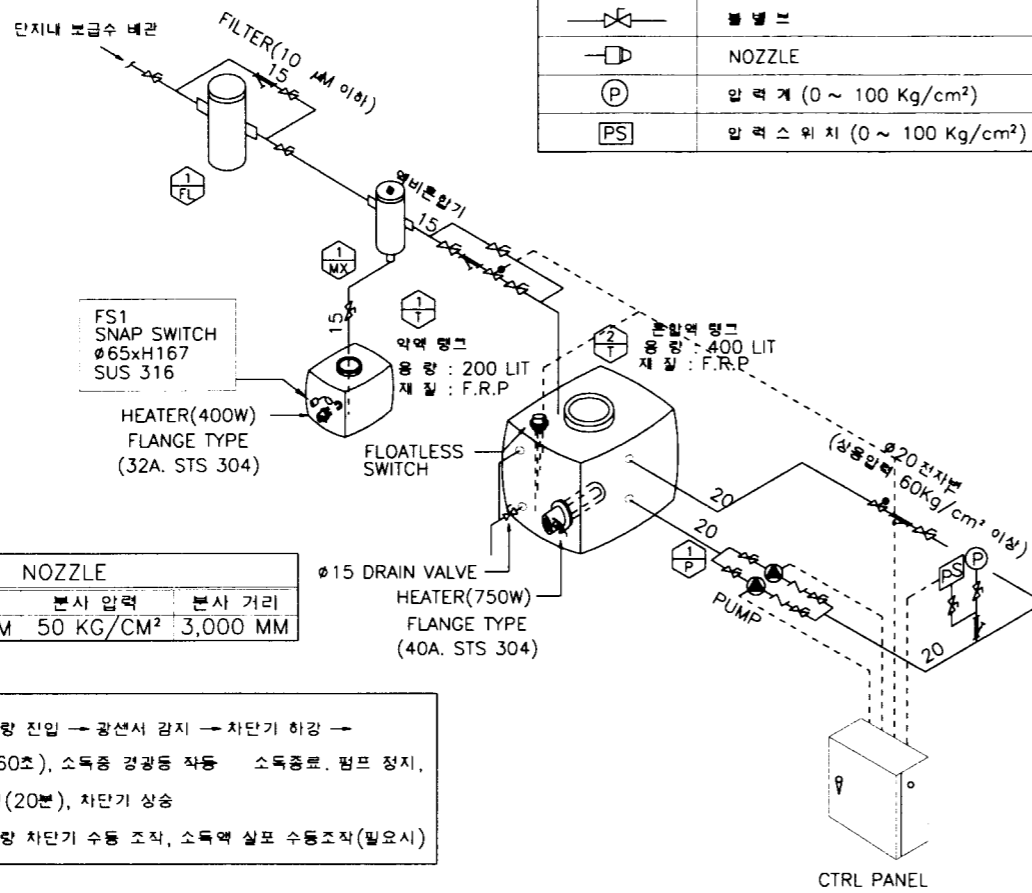 단지내 보급수 배관
FILTER(10 μM 이하)
15
볼밸브
NOZZLE
P
압력계 (0 ~ 100 Kg/cm²)
PS
압력스위치 (0 ~ 100 Kg/cm²)
1
FL
15
1
MX
1
T
15
FS1
SNAP SWITCH
ø65xH167
SUS 316
약액 탱크
용량 : 200 LIT
재질 : F.R.P
2
T
혼합액 탱크
용량 : 400 LIT
재질 : F.R.P
HEATER(400W)
FLANGE TYPE
(32A. STS 304)
FLOATLESS
SWITCH
ø20 전자변
(상용압력 60Kg/cm² 이상)
20
20
1
P
PS
P
ø15 DRAIN VALVE
HEATER(750W)
FLANGE TYPE
(40A. STS 304)
PUMP
20
NOZZLE
분사 압력
분사 거리
M
50 KG/CM²
3,000 MM
량 진입 → 광센서 감지 → 차단기 하강 →
60초), 소독중 경광등 작동 소독종료. 펌프 정지,
(20분), 차단기 상승
량 차단기 수동 조작, 소독액 살포 수동조작(필요시)
CTRL PANEL